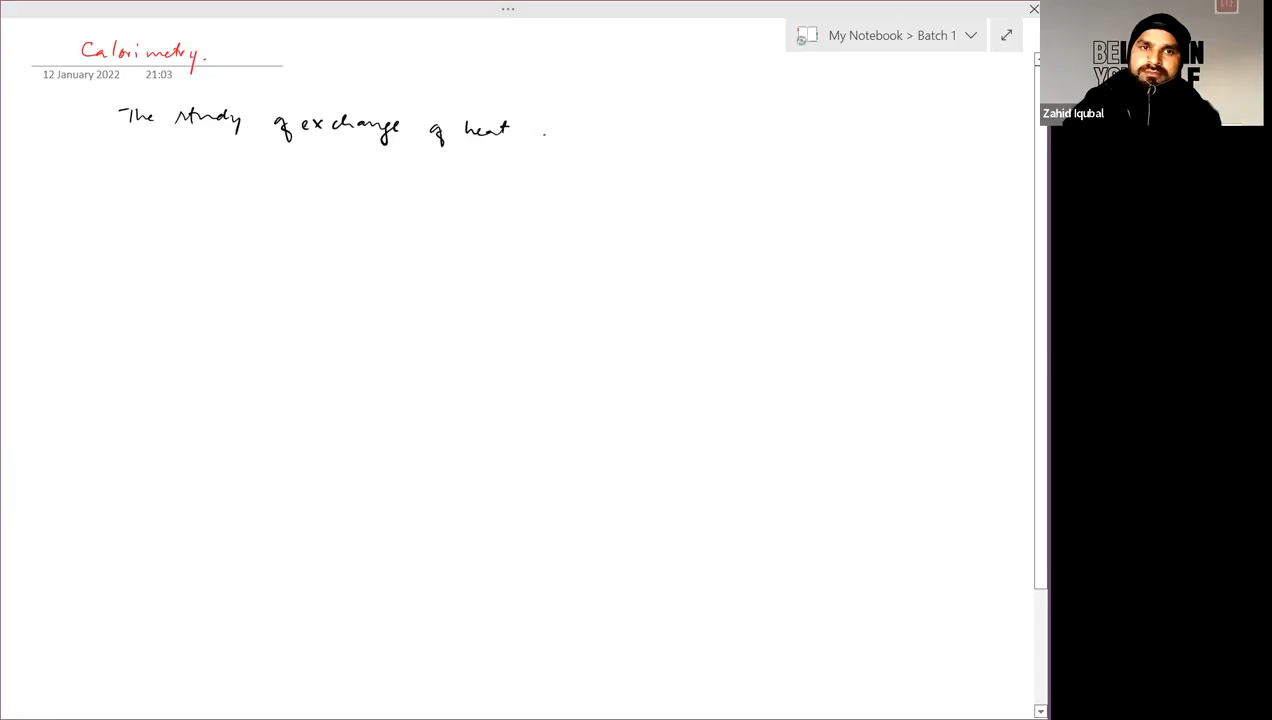 Calorimetry.
My Notebook > Batch 1
12 January 2022 21:03
The study of exchange of heat .
Zahid Iqubal